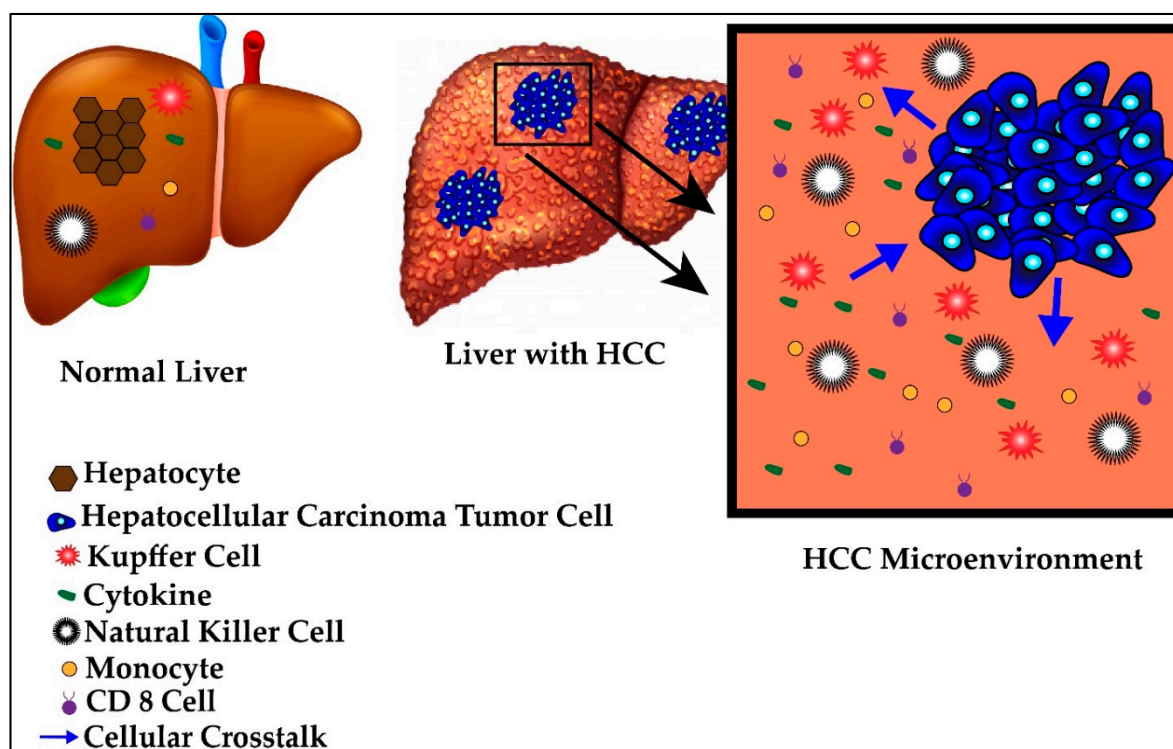 Normal Liver
Liver with HCC
HCC Microenvironment
Hepatocyte
Hepatocellular Carcinoma Tumor Cell
Kupffer Cell
Cytokine
Natural Killer Cell
Monocyte
CD 8 Cell
Cellular Crosstalk